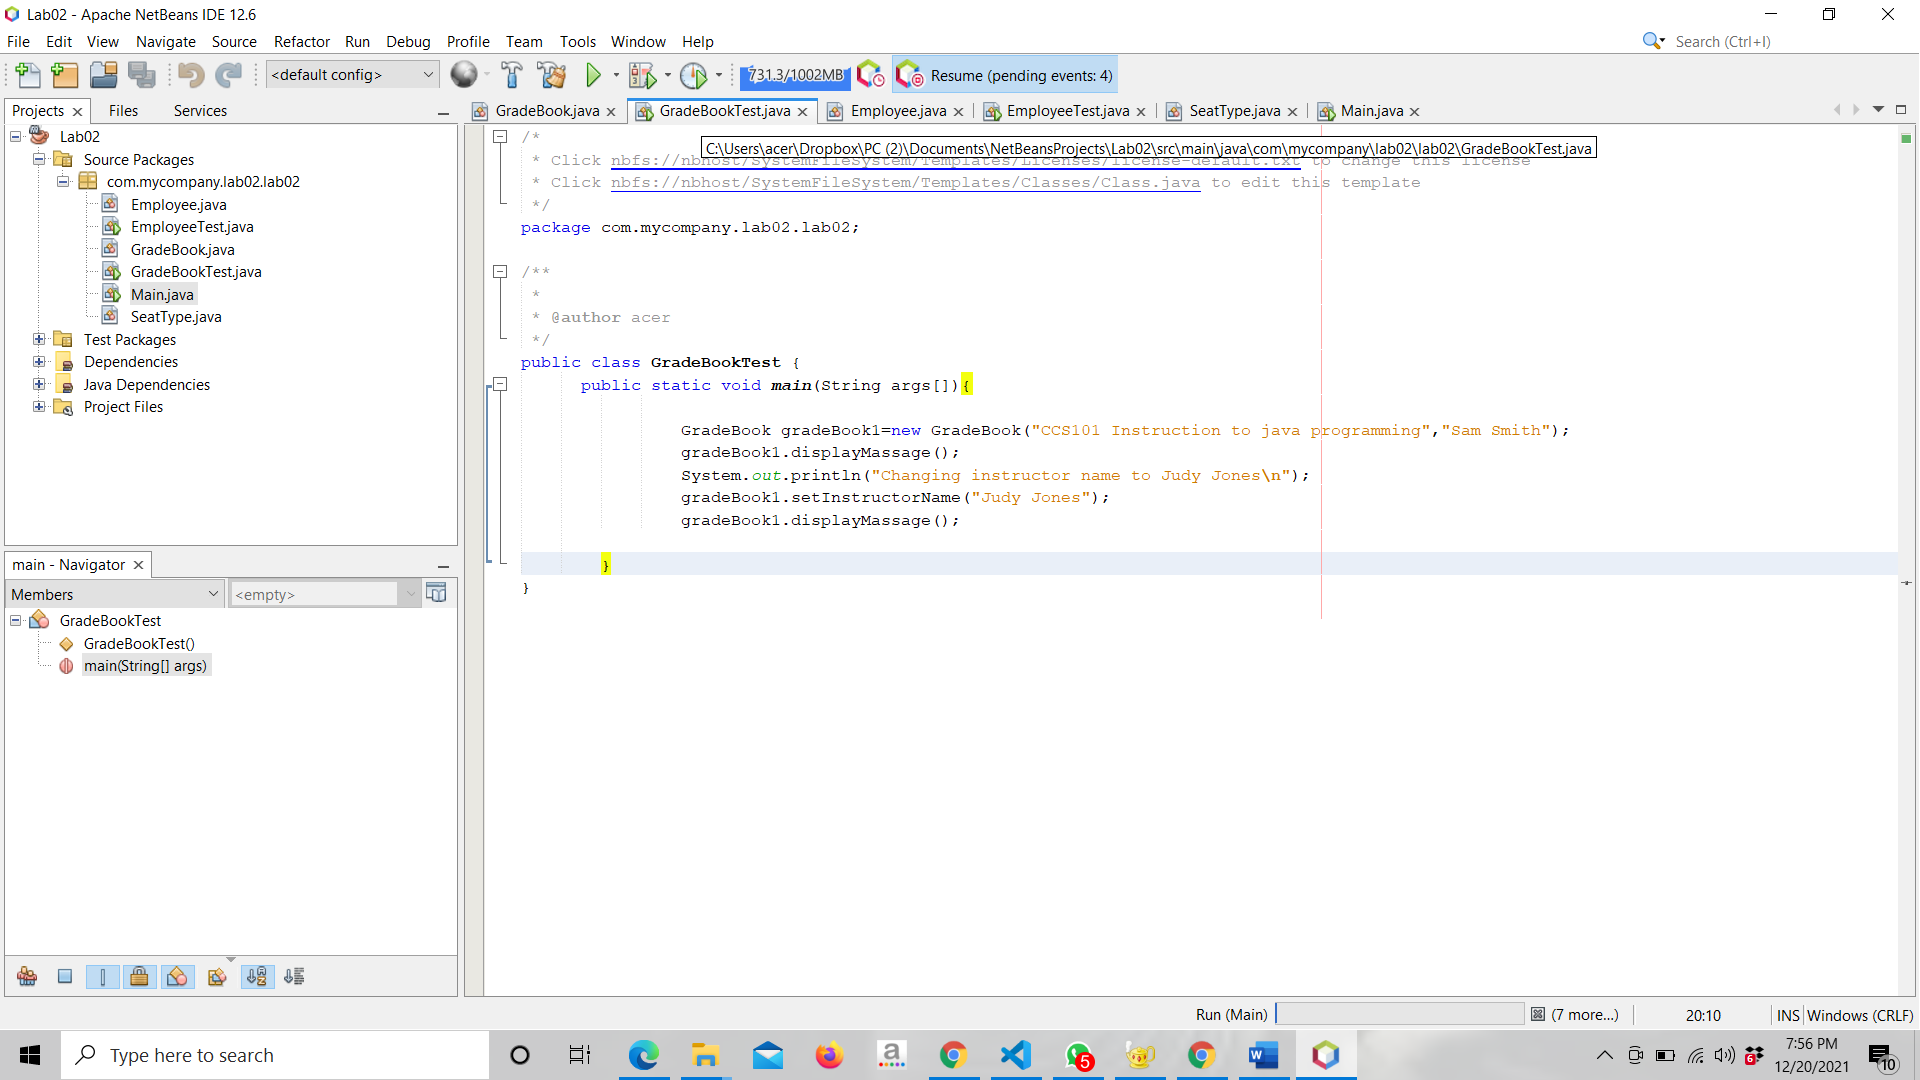 Lab02 - Apache NetBeans IDE 12.6
File Edit View Navigate Source Refactor Run Debug Profile Team Tools Window Help
Search (Ctrl+I)
<default config>
731.3/1002MB
Resume (pending events: 4)
Projects Files Services
GradeBook.java GradeBookTest.java Employee.java EmployeeTest.java SeatType.java Main.java
Lab02
Source Packages
com.mycompany.lab02.lab02
Employee.java
EmployeeTest.java
GradeBook.java
GradeBookTest.java
Main.java
SeatType.java
Test Packages
Dependencies
Java Dependencies
Project Files
main - Navigator
Members
<empty>
GradeBookTest
GradeBookTest()
main(String[] args)
/*
C:\Users\acer\Dropbox\PC (2)\Documents\NetBeansProjects\Lab02\src\main\java\com\mycompany\lab02\lab02\GradeBookTest.java
* Click nbfs://nbhost/SystemFileSystem/Templates/Licenses/license-default.txt to change this license
* Click nbfs://nbhost/SystemFileSystem/Templates/Classes/Class.java to edit this template
*/
package com.mycompany.lab02.lab02;
/**
*
* @author acer
*/
public class GradeBookTest {
public static void main(String args[]){
GradeBook gradeBook1=new GradeBook("CCS101 Instruction to java programming","Sam Smith");
gradeBook1.displayMassage();
System.out.println("Changing instructor name to Judy Jones\n");
gradeBook1.setInstructorName("Judy Jones");
gradeBook1.displayMassage();
}
}
Run (Main)
(7 more...)
20:10
INS
Windows (CRLF)
Type here to search
5
6
7:56 PM
12/20/2021
10